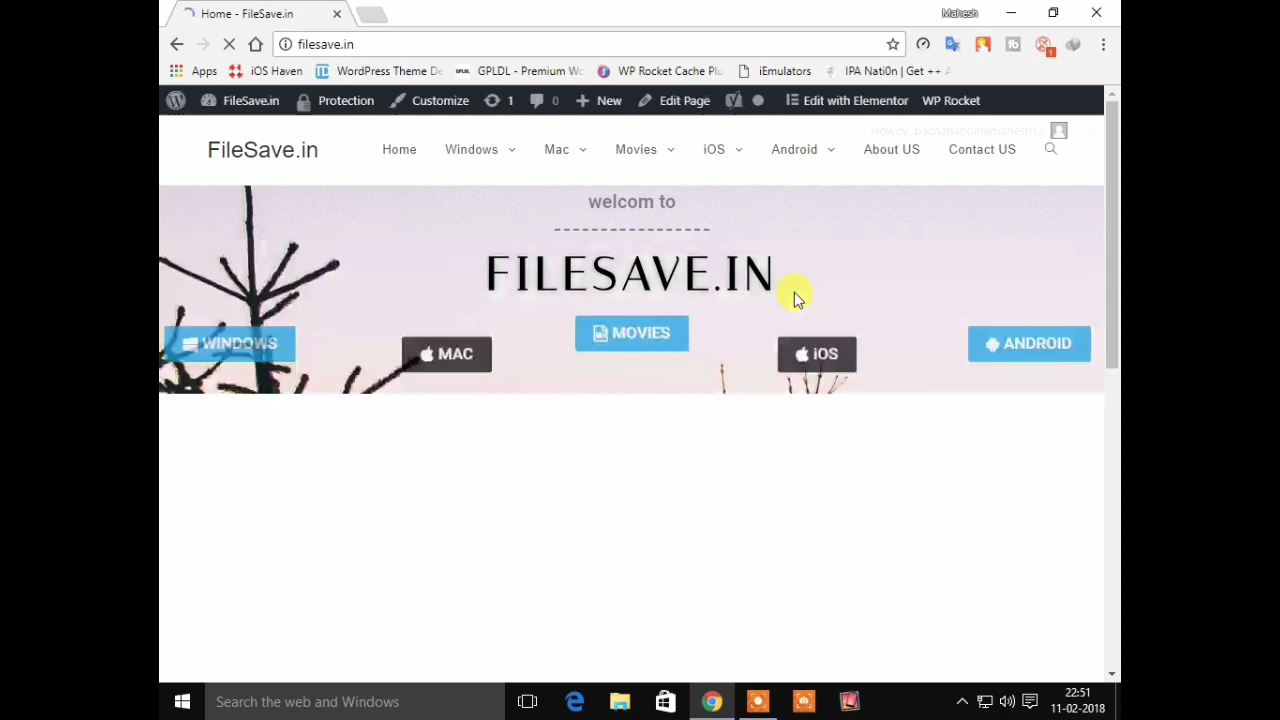 Home - FileSave.in
Mahesh
filesave.in
Apps
iOS Haven
WordPress Theme De
GPLDL - Premium Wo
WP Rocket Cache Plu
iEmulators
IPA Nati0n | Get ++ A
FileSave.in
Protection
Customize
1
0
New
Edit Page
Edit with Elementor
WP Rocket
Howdy, bachanaboinamahesh12
FileSave.in
Home
Windows
Mac
Movies
iOS
Android
About US
Contact US
welcom to
----------------
FILESAVE.IN
WINDOWS
MAC
MOVIES
iOS
ANDROID
Search the web and Windows
22:51
11-02-2018